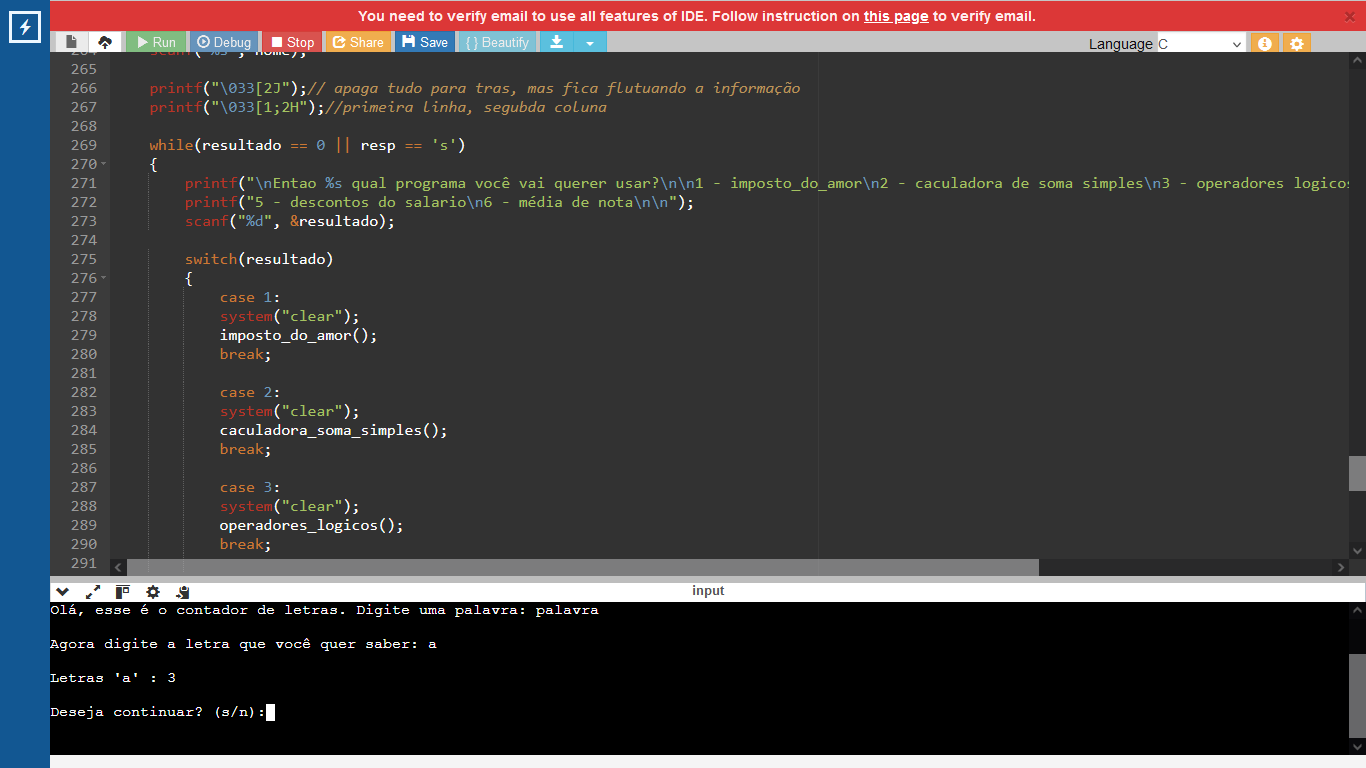 You need to verify email to use all features of IDE. Follow instruction on this page to verify email. ×
Run Debug Stop Share Save { } Beautify Language C
265
266 printf("\033[2J");// apaga tudo para tras, mas fica flutuando a informação
267 printf("\033[1;2H");//primeira linha, segubda coluna
268
269 while(resultado == 0 || resp == 's')
270 {
271 printf("\nEntao %s qual programa você vai querer usar?\n\n1 - imposto_do_amor\n2 - caculadora de soma simples\n3 - operadores logicos
272 printf("5 - descontos do salario\n6 - média de nota\n\n");
273 scanf("%d", &resultado);
274
275 switch(resultado)
276 {
277 case 1:
278 system("clear");
279 imposto_do_amor();
280 break;
281
282 case 2:
283 system("clear");
284 caculadora_soma_simples();
285 break;
286
287 case 3:
288 system("clear");
289 operadores_logicos();
290 break;
291
input
Olá, esse é o contador de letras. Digite uma palavra: palavra
Agora digite a letra que você quer saber: a
Letras 'a' : 3
Deseja continuar? (s/n):